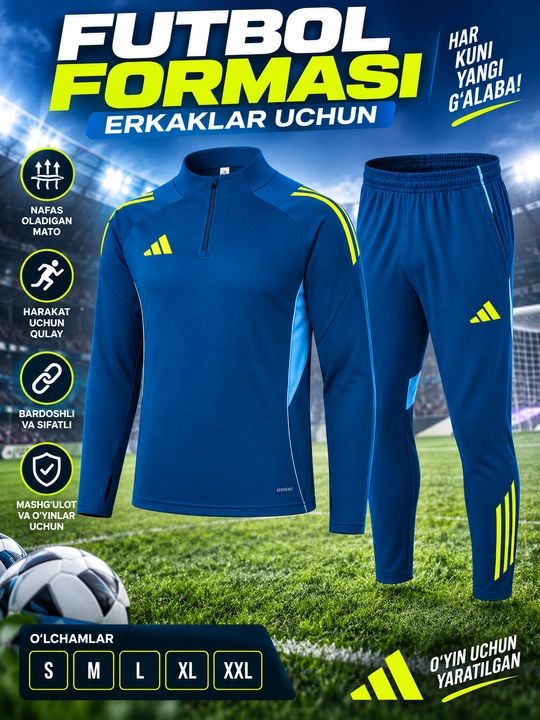 FUTBOL
FORMASI
ERKAKLAR UCHUN
HAR
KUNI
YANGI
G‘ALABA!
NAFAS
OLADIGAN
MATO
HARAKAT
UCHUN
QULAY
BARDOSHLI
VA SIFATLI
MASHG‘ULOT
VA O‘YINLAR
UCHUN
O‘LCHAMLAR
S M L XL XXL
O‘YIN UCHUN
YARATILGAN